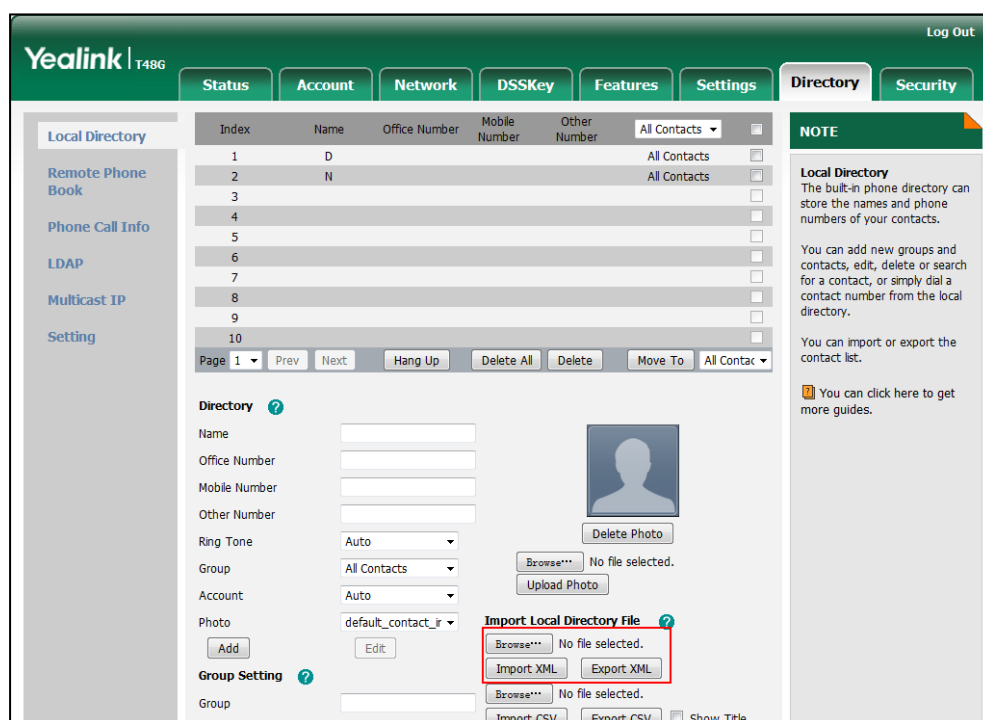 Log Out
Yealink | T48G
Status Account Network DSSKey Features Settings Directory Security
Local Directory
Remote Phone
Book
Phone Call Info
LDAP
Multicast IP
Setting
Index Name Office Number Mobile Number Other Number All Contacts
1 D All Contacts
2 N All Contacts
3
4
5
6
7
8
9
10
Page 1 Prev Next Hang Up Delete All Delete Move To All Contac
Directory ?
Name
Office Number
Mobile Number
Other Number
Ring Tone Auto
Group All Contacts
Account Auto
Photo default_contact_ir
Add Edit
Group Setting ?
Group
Delete Photo
Browse... No file selected.
Upload Photo
Import Local Directory File ?
Browse... No file selected.
Import XML Export XML
Browse... No file selected.
Import CSV Export CSV Show Title
NOTE
Local Directory
The built-in phone directory can
store the names and phone
numbers of your contacts.
You can add new groups and
contacts, edit, delete or search
for a contact, or simply dial a
contact number from the local
directory.
You can import or export the
contact list.
? You can click here to get
more guides.